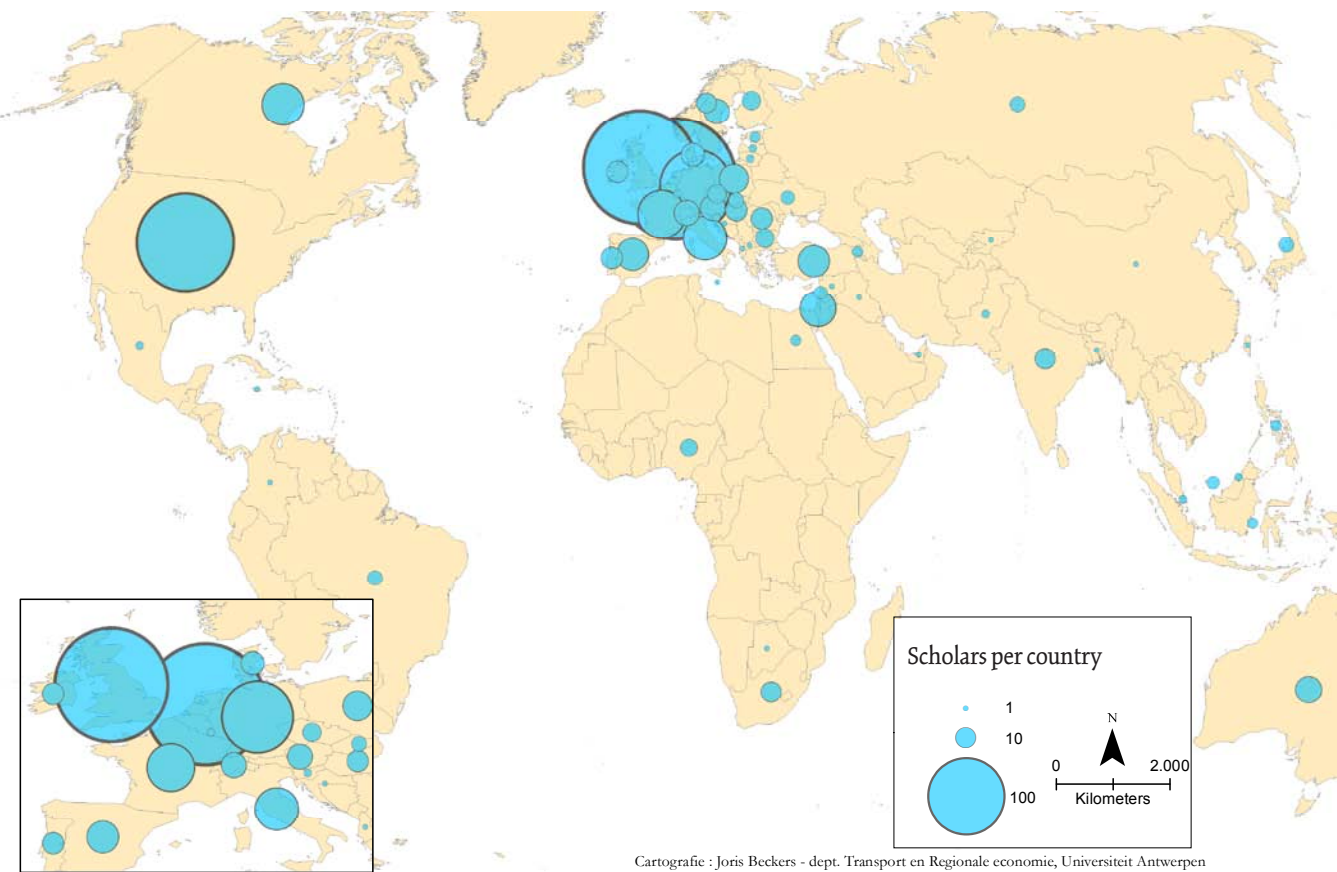 Scholars per country
1
10
100
N
0 2.000
Kilometers
Cartografie : Joris Beckers - dept. Transport en Regionale economie, Universiteit Antwerpen